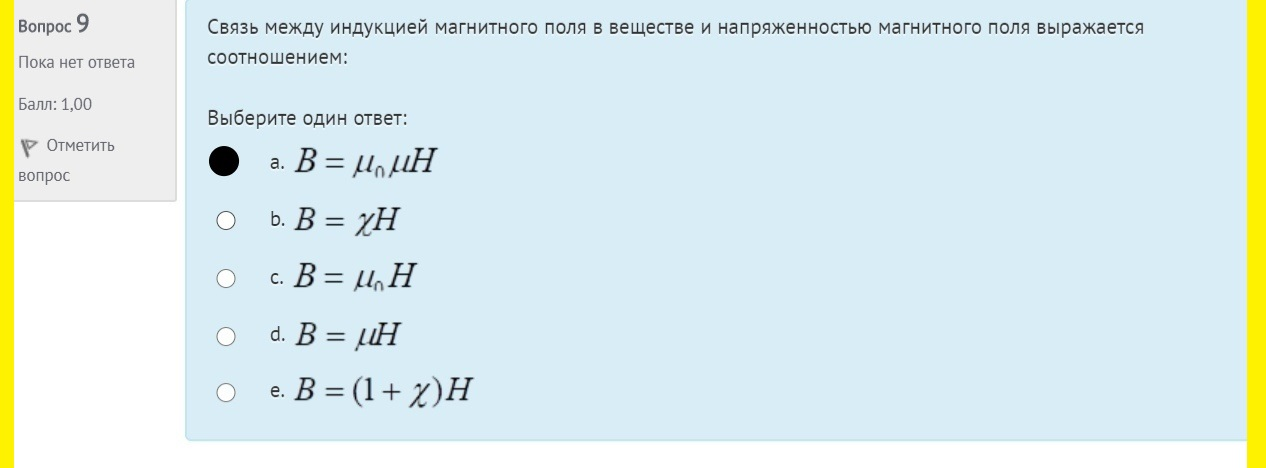 Вопрос 9
Пока нет ответа
Балл: 1,00
Отметить
вопрос
Связь между индукцией магнитного поля в веществе и напряженностью магнитного поля выражается
соотношением:
Выберите один ответ:
a. B = μ₀μH
b. B = χH
c. B = μ₀H
d. B = μH
e. B = (1 + χ)H